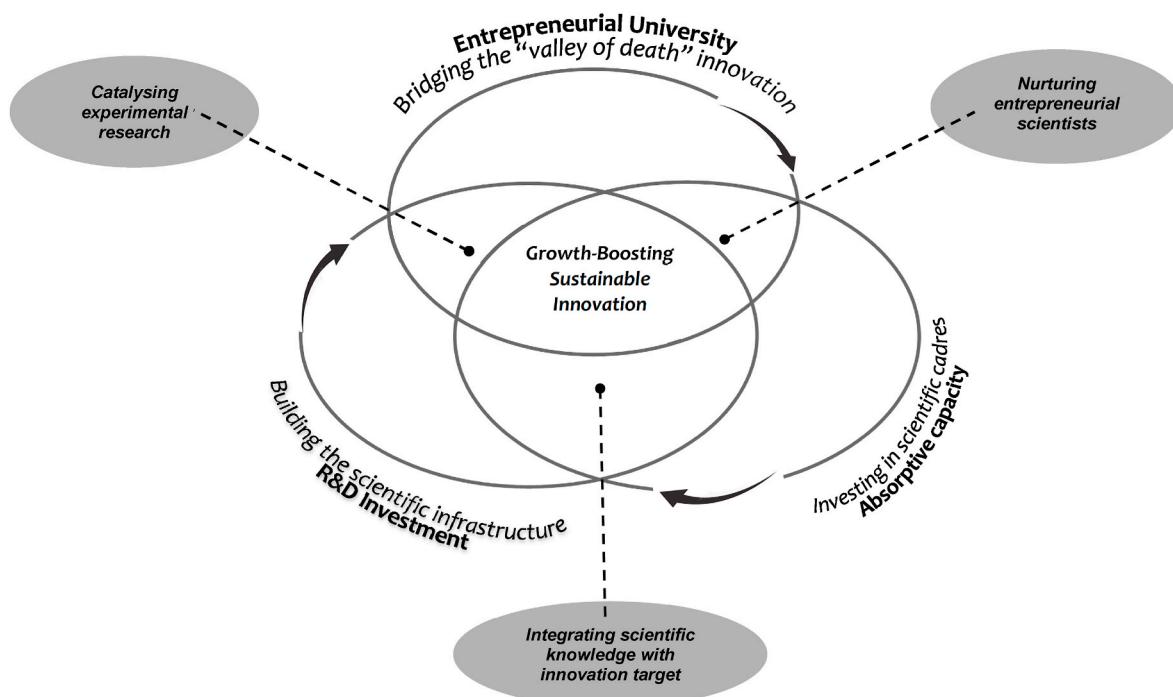 Entrepreneurial University
Bridging the “valley of death” innovation
Catalysing
experimental
research
Nurturing
entrepreneurial
scientists
Growth-Boosting
Sustainable
Innovation
Building the scientific infrastructure
R&D Investment
Investing in scientific cadres
Absorptive capacity
Integrating scientific
knowledge with
innovation target